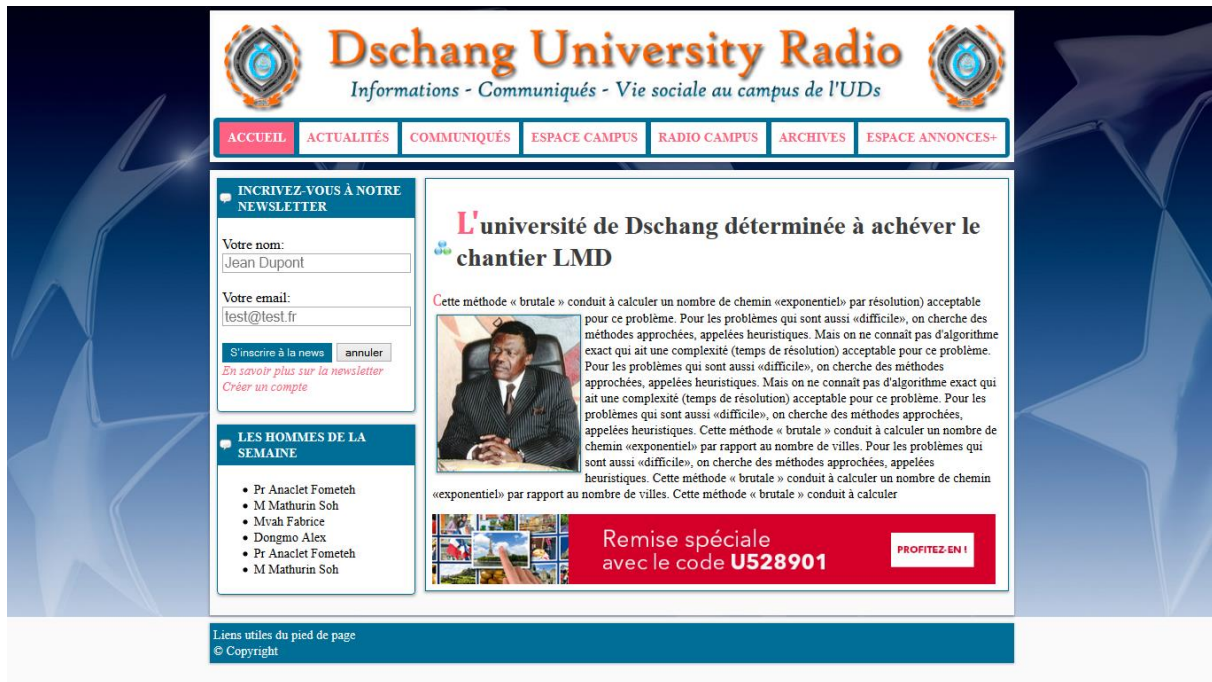 Dschang University Radio
Informations - Communiqués - Vie sociale au campus de l'UDs
ACCUEIL ACTUALITÉS COMMUNIQUÉS ESPACE CAMPUS RADIO CAMPUS ARCHIVES ESPACE ANNONCES+
INCRIVEZ-VOUS À NOTRE
NEWSLETTER
Votre nom:
Jean Dupont
Votre email:
test@test.fr
S'inscrire à la news annuler
En savoir plus sur la newsletter
Créer un compte
LES HOMMES DE LA
SEMAINE
Pr Anaclet Fometeh
M Mathurin Soh
Mvah Fabrice
Dongmo Alex
Pr Anaclet Fometeh
M Mathurin Soh
L'université de Dschang déterminée à achéver le
chantier LMD
Cette méthode « brutale » conduit à calculer un nombre de chemin «exponentiel» par résolution) acceptable
pour ce problème. Pour les problèmes qui sont aussi «difficile», on cherche des
méthodes approchées, appelées heuristiques. Mais on ne connaît pas d'algorithme
exact qui ait une complexité (temps de résolution) acceptable pour ce problème.
Pour les problèmes qui sont aussi «difficile», on cherche des méthodes
approchées, appelées heuristiques. Mais on ne connaît pas d'algorithme exact qui
ait une complexité (temps de résolution) acceptable pour ce problème. Pour les
problèmes qui sont aussi «difficile», on cherche des méthodes approchées,
appelées heuristiques. Cette méthode « brutale » conduit à calculer un nombre de
chemin «exponentiel» par rapport au nombre de villes. Pour les problèmes qui
sont aussi «difficile», on cherche des méthodes approchées, appelées
heuristiques. Cette méthode « brutale » conduit à calculer un nombre de chemin
«exponentiel» par rapport au nombre de villes. Cette méthode « brutale » conduit à calculer
Remise spéciale
avec le code U528901
PROFITEZ-EN !
Liens utiles du pied de page
© Copyright